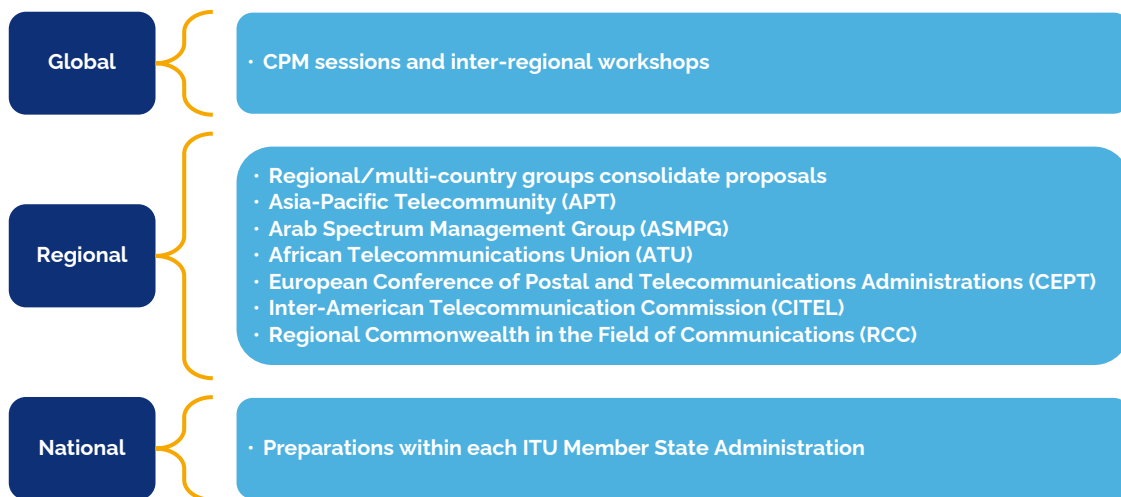 Global
· CPM sessions and inter-regional workshops
Regional
· Regional/multi-country groups consolidate proposals
· Asia-Pacific Telecommunity (APT)
· Arab Spectrum Management Group (ASMPG)
· African Telecommunications Union (ATU)
· European Conference of Postal and Telecommunications Administrations (CEPT)
· Inter-American Telecommunication Commission (CITEL)
· Regional Commonwealth in the Field of Communications (RCC)
National
· Preparations within each ITU Member State Administration